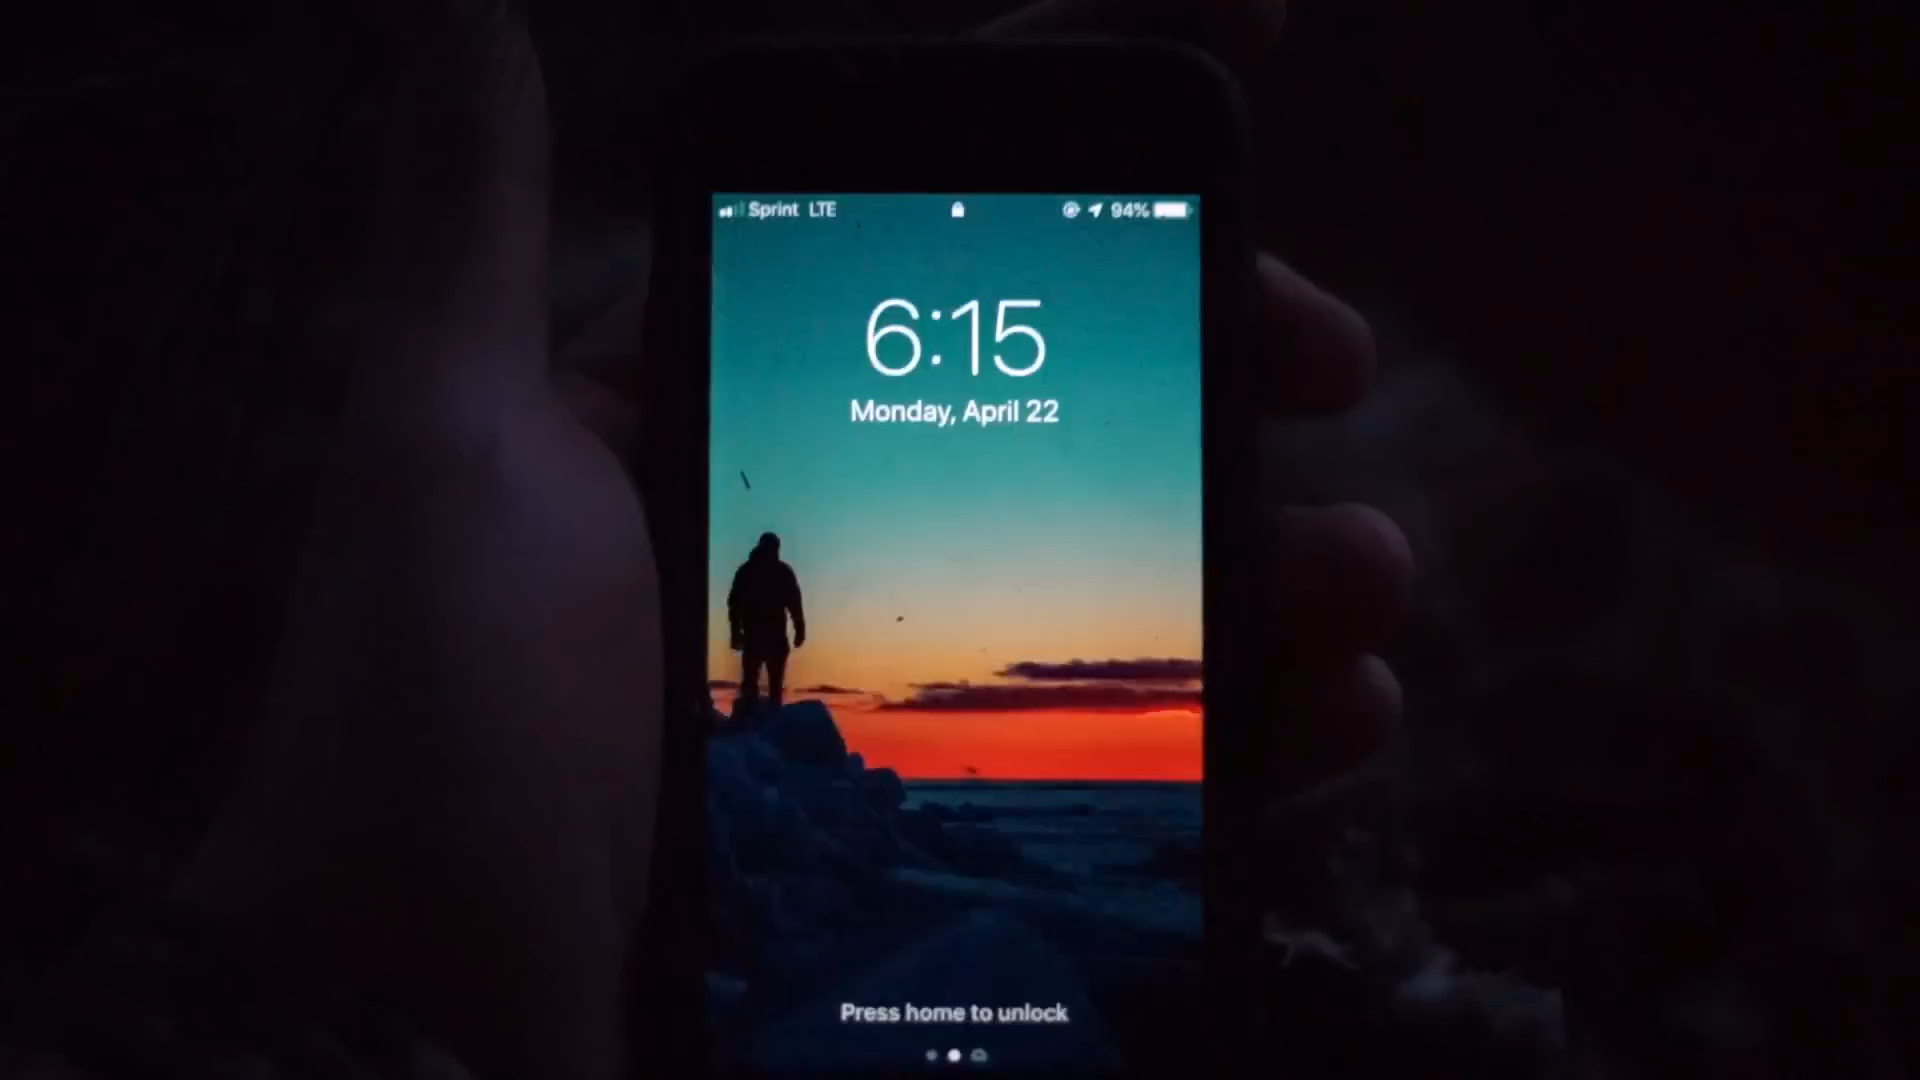 Sprint LTE 94%
6:15
Monday, April 22
Press home to unlock